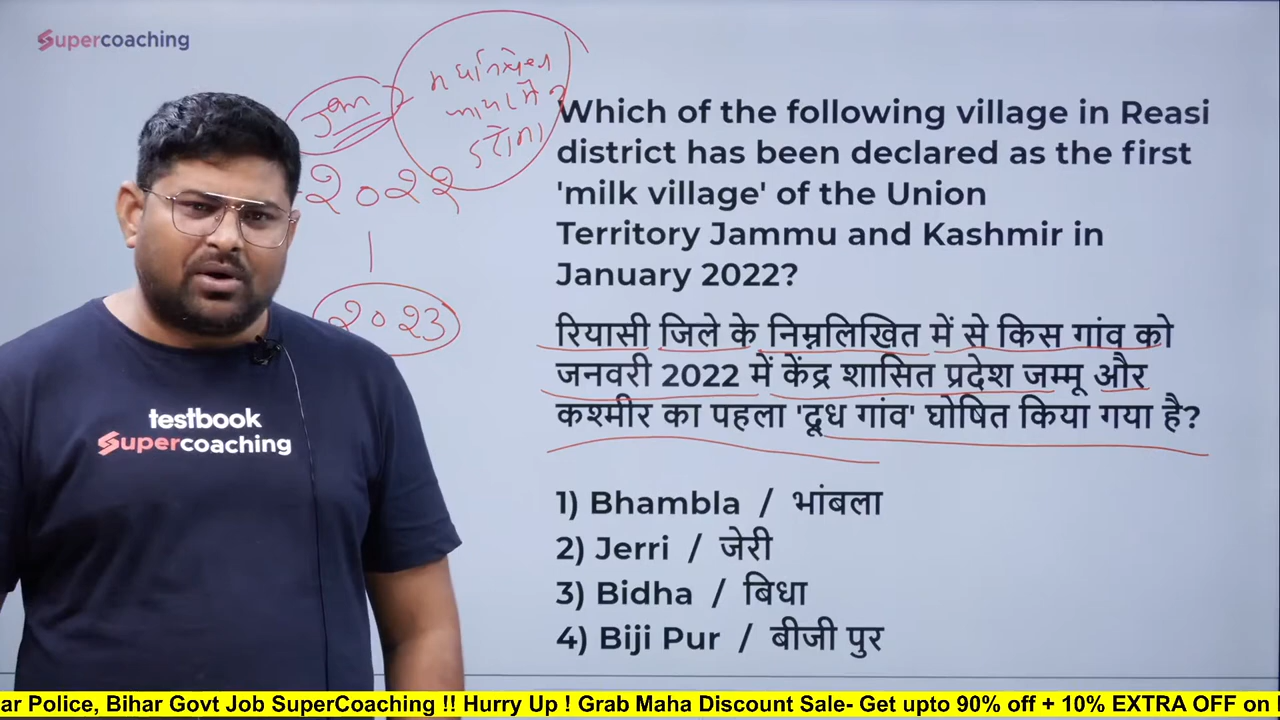 Supercoaching
Jan
2022
2023
Which of the following village in Reasi
district has been declared as the first
'milk village' of the Union
Territory Jammu and Kashmir in
January 2022?
रियासी जिले के निम्नलिखित में से किस गांव को
जनवरी 2022 में केंद्र शासित प्रदेश जम्मू और
कश्मीर का पहला 'दूध गांव' घोषित किया गया है?
1) Bhambla / भांबला
2) Jerri / जेरी
3) Bidha / बिधा
4) Biji Pur / बीजी पुर
testbook
Supercoaching
ar Police, Bihar Govt Job SuperCoaching !! Hurry Up ! Grab Maha Discount Sale- Get upto 90% off + 10% EXTRA OFF on